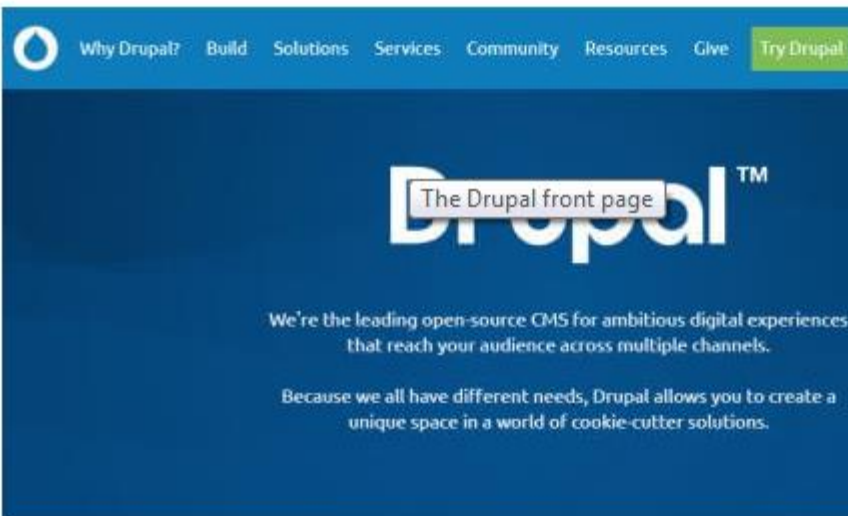 Why Drupal? Build Solutions Services Community Resources Give Try Drupal
Drupal™
The Drupal front page
We're the leading open-source CMS for ambitious digital experiences
that reach your audience across multiple channels.
Because we all have different needs, Drupal allows you to create a
unique space in a world of cookie-cutter solutions.